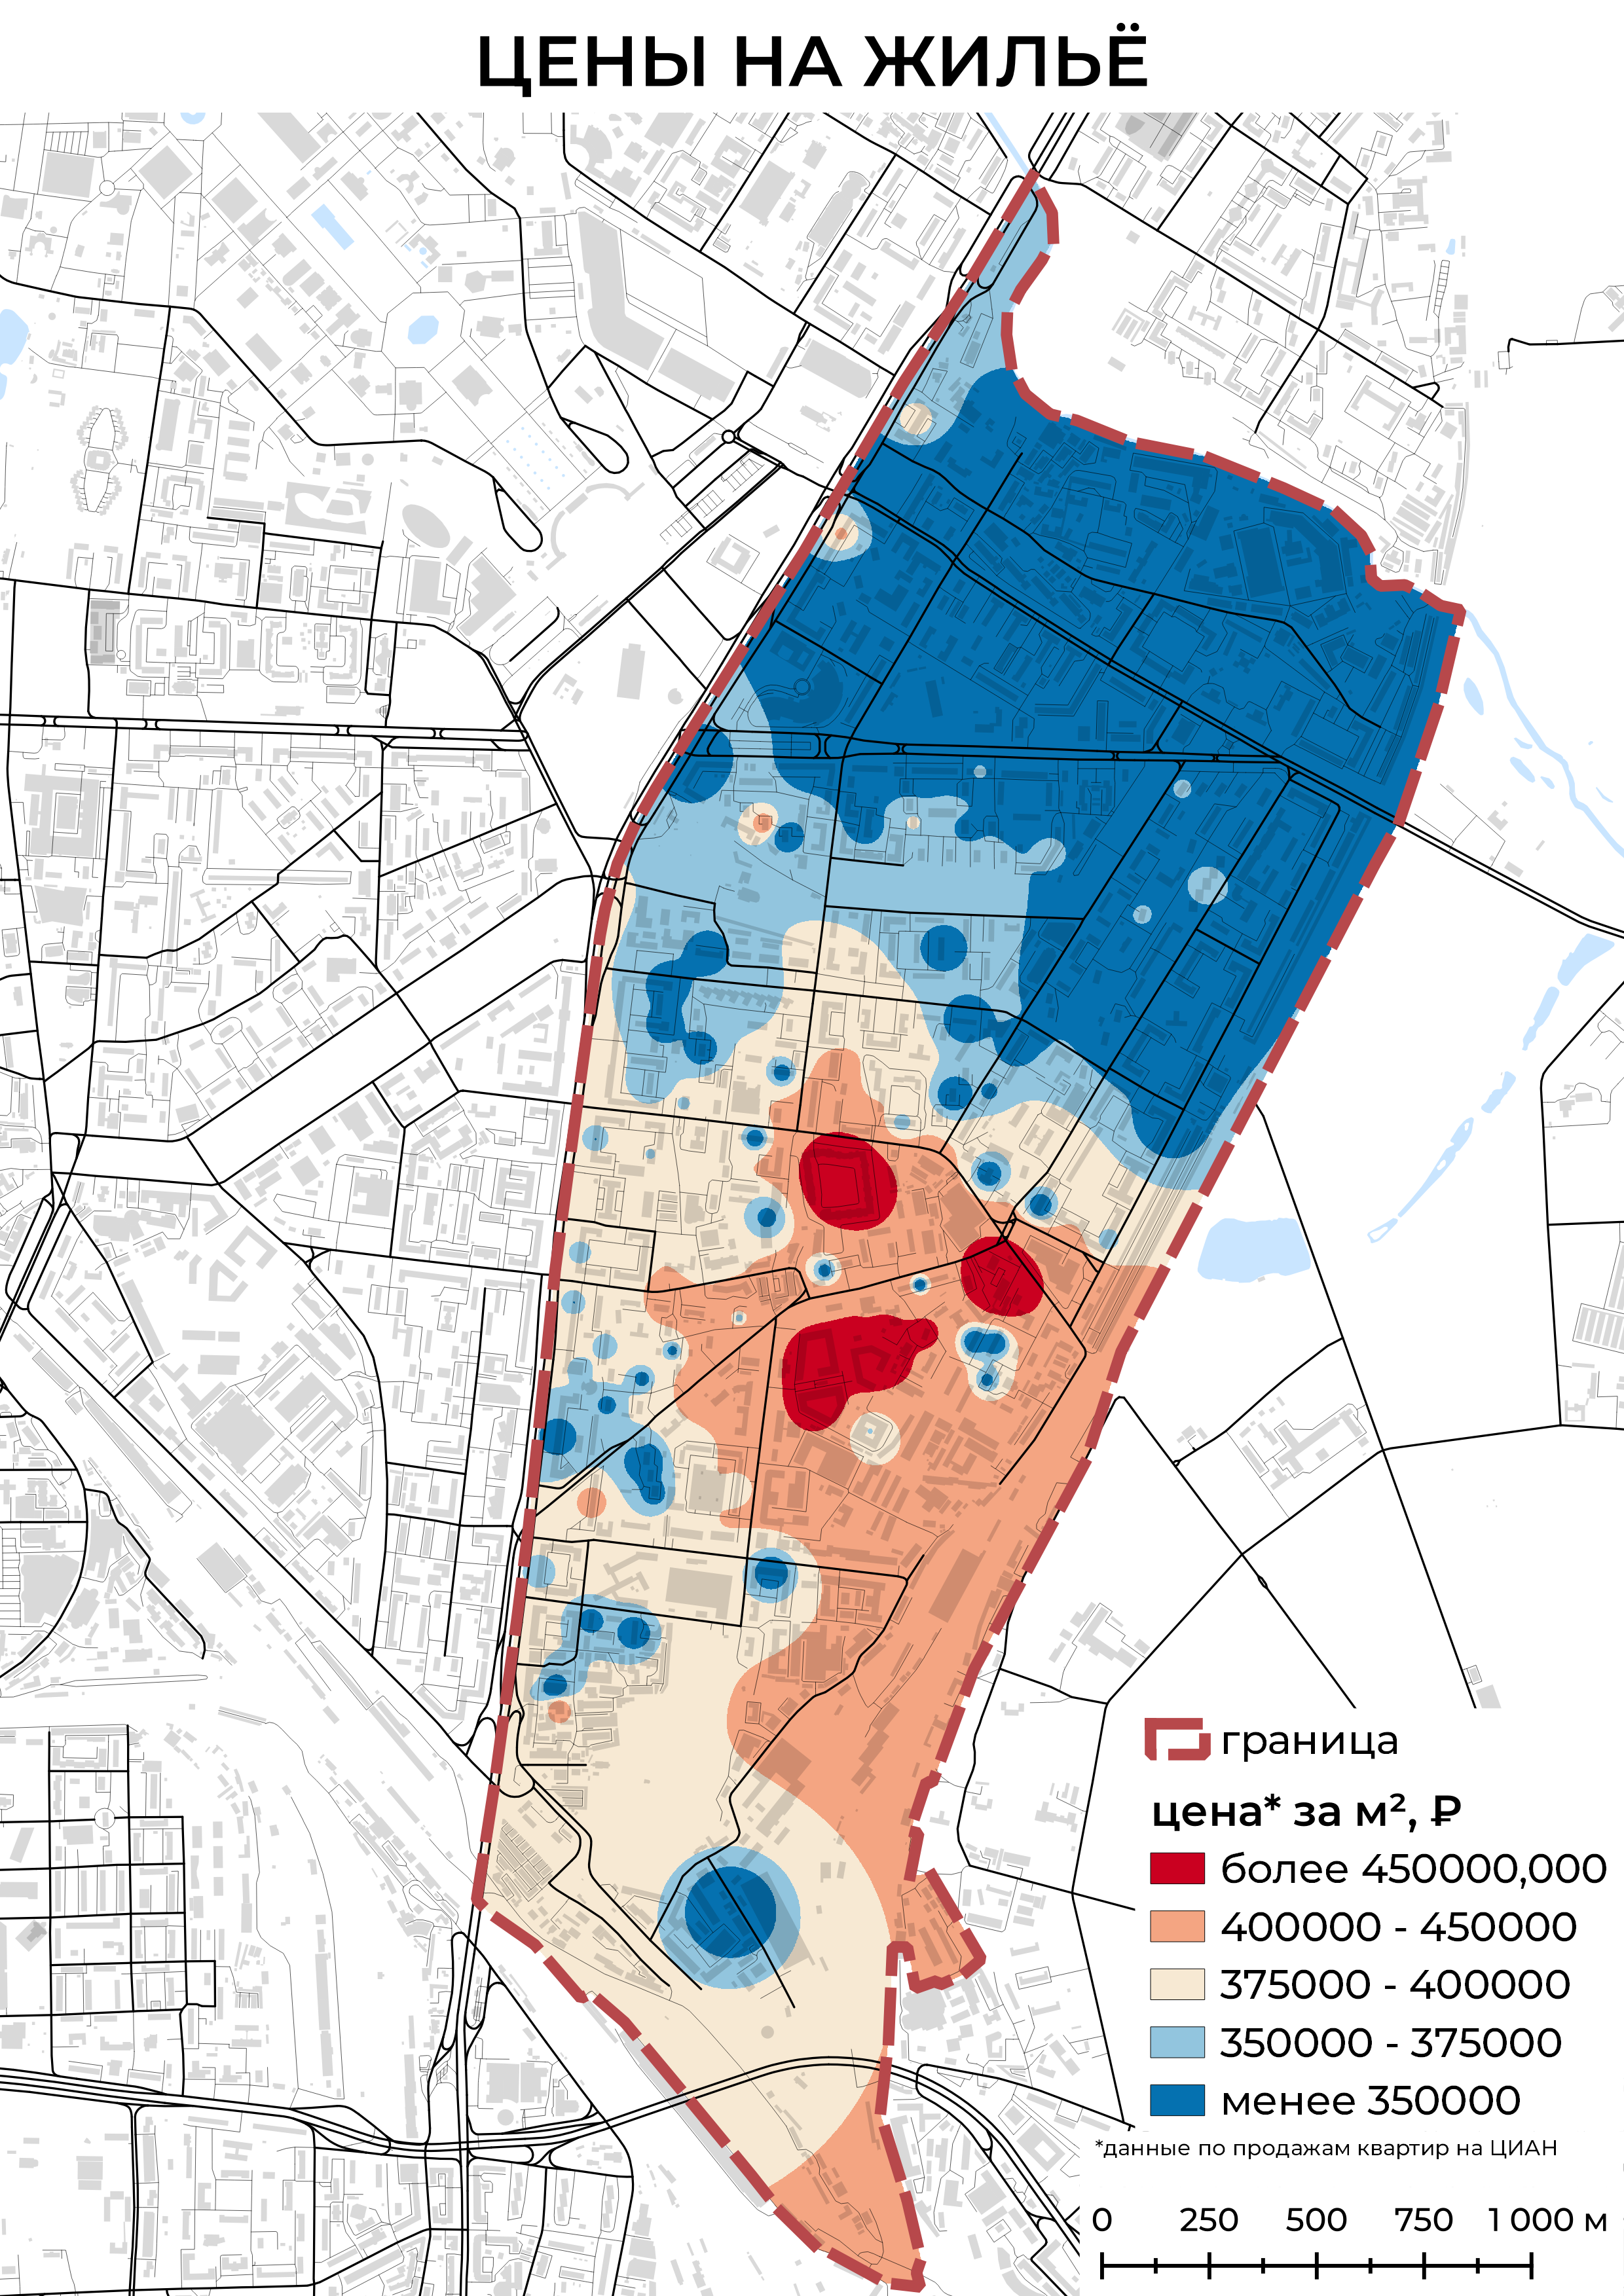 ЦЕНЫ НА ЖИЛЬЁ
граница
цена* за м², ₽
более 450000,000
400000 - 450000
375000 - 400000
350000 - 375000
менее 350000
*данные по продажам квартир на ЦИАН
0 250 500 750 1 000 м